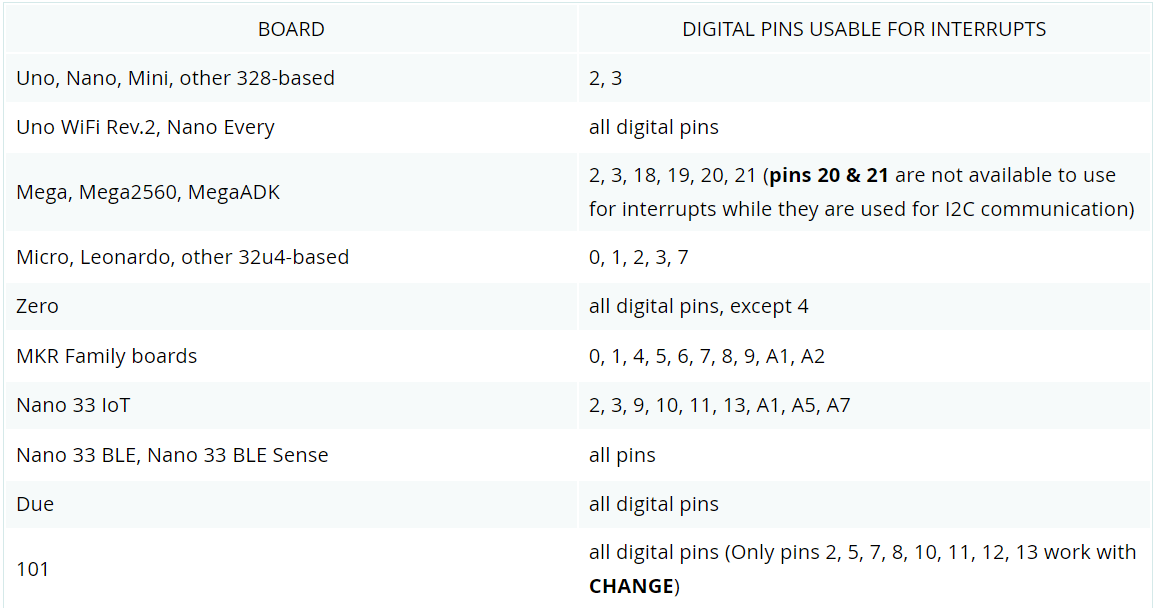 BOARD DIGITAL PINS USABLE FOR INTERRUPTS
Uno, Nano, Mini, other 328-based 2, 3
Uno WiFi Rev.2, Nano Every all digital pins
Mega, Mega2560, MegaADK 2, 3, 18, 19, 20, 21 (pins 20 & 21 are not available to use
for interrupts while they are used for I2C communication)
Micro, Leonardo, other 32u4-based 0, 1, 2, 3, 7
Zero all digital pins, except 4
MKR Family boards 0, 1, 4, 5, 6, 7, 8, 9, A1, A2
Nano 33 IoT 2, 3, 9, 10, 11, 13, A1, A5, A7
Nano 33 BLE, Nano 33 BLE Sense all pins
Due all digital pins
101 all digital pins (Only pins 2, 5, 7, 8, 10, 11, 12, 13 work with
CHANGE)